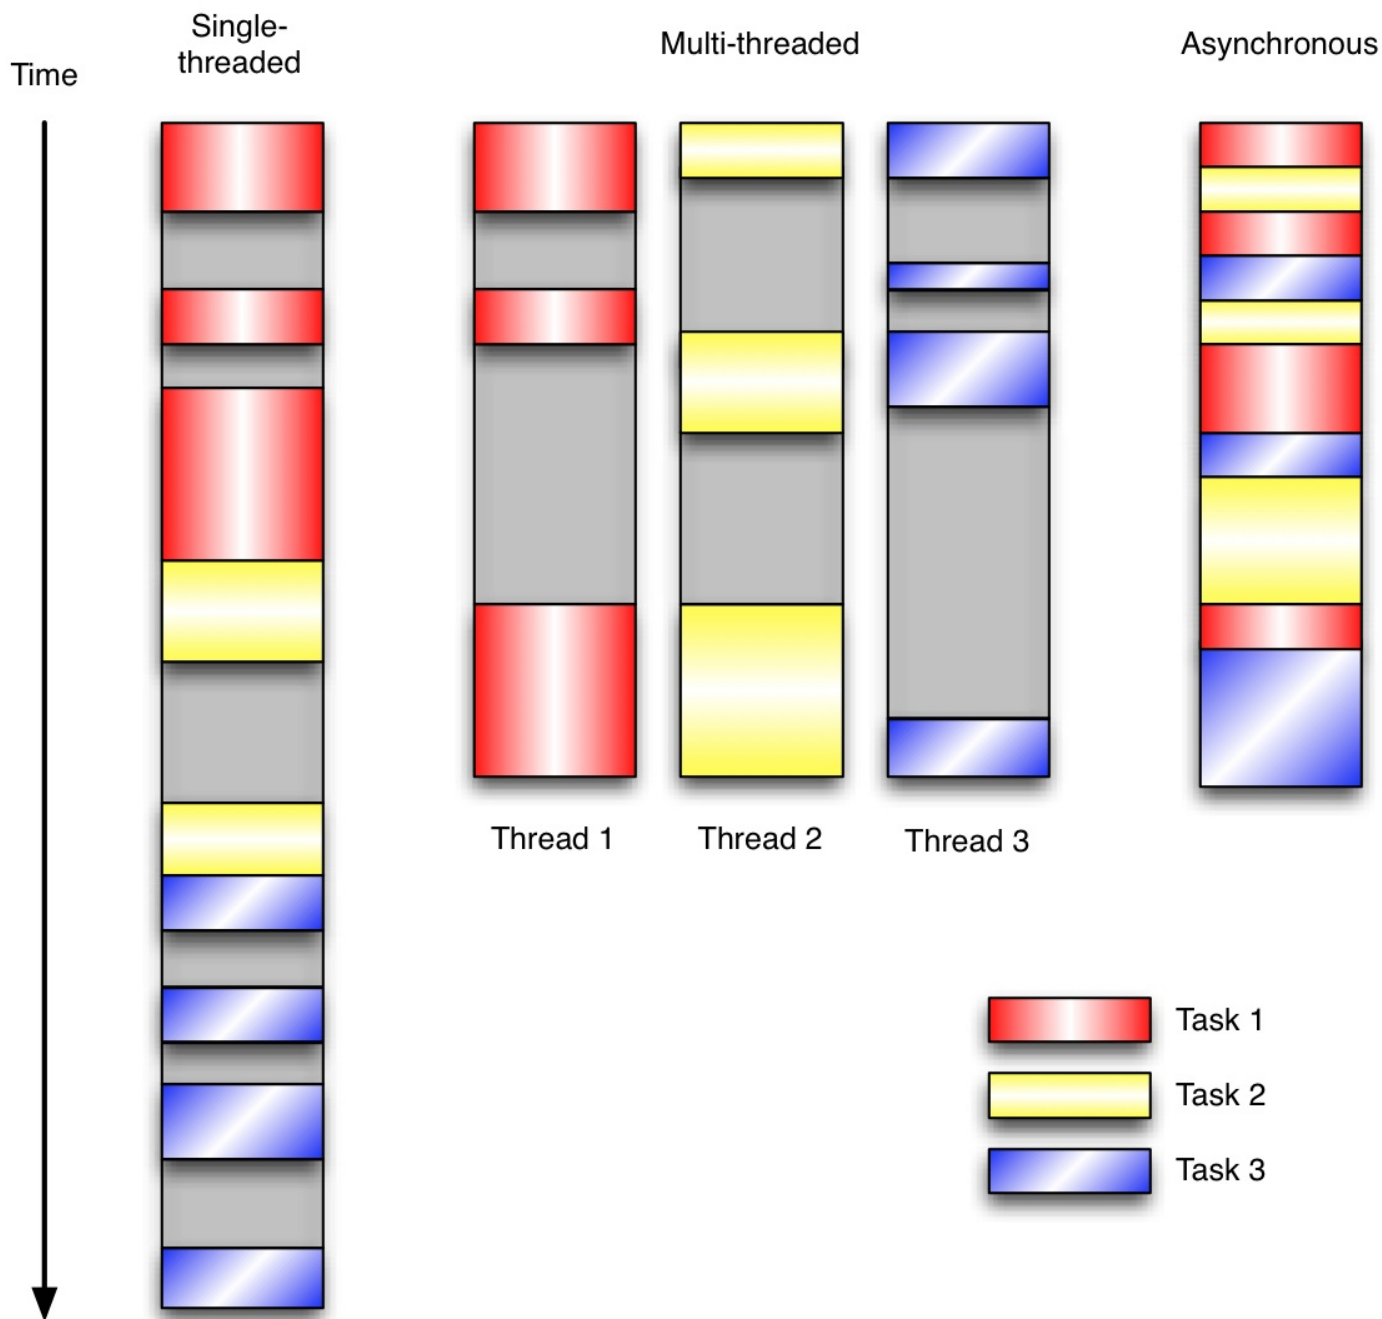 Time
Single-
threaded
Multi-threaded
Asynchronous
Thread 1
Thread 2
Thread 3
Task 1
Task 2
Task 3